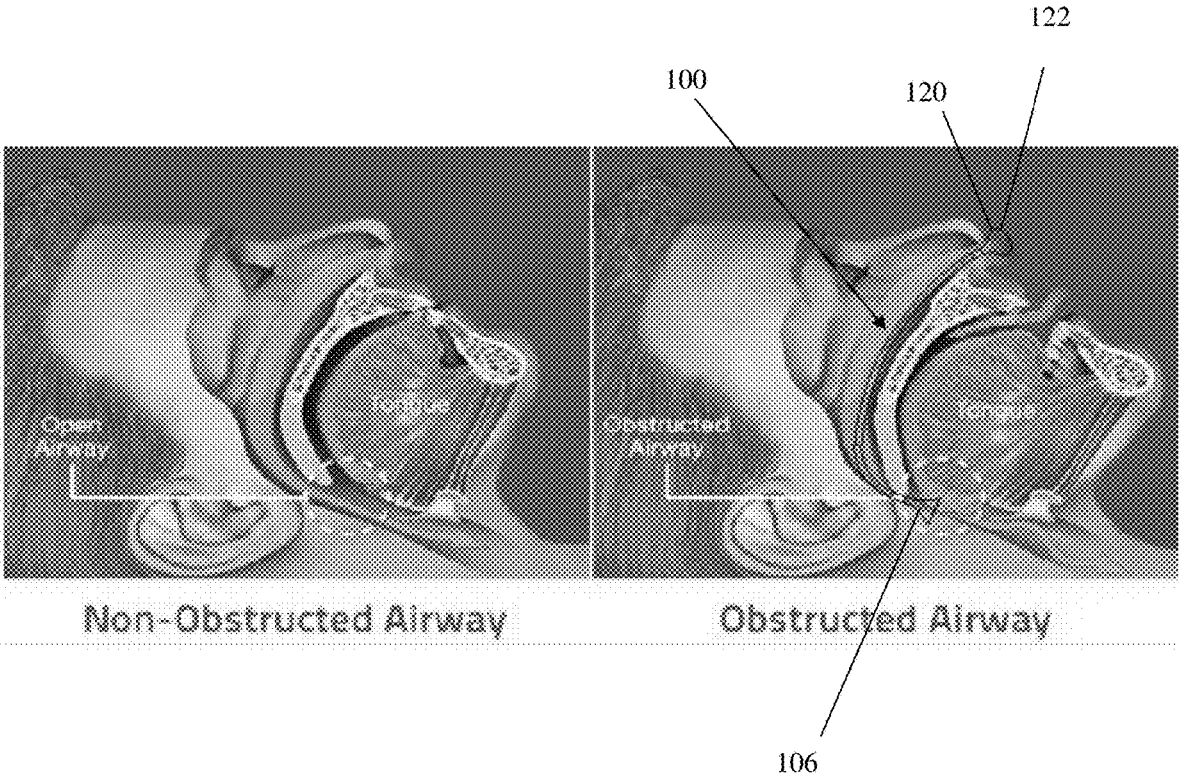 122
100
120
Tongue
Tongue
Open
Airway
Obstructed
Airway
Non-Obstructed Airway
Obstructed Airway
106